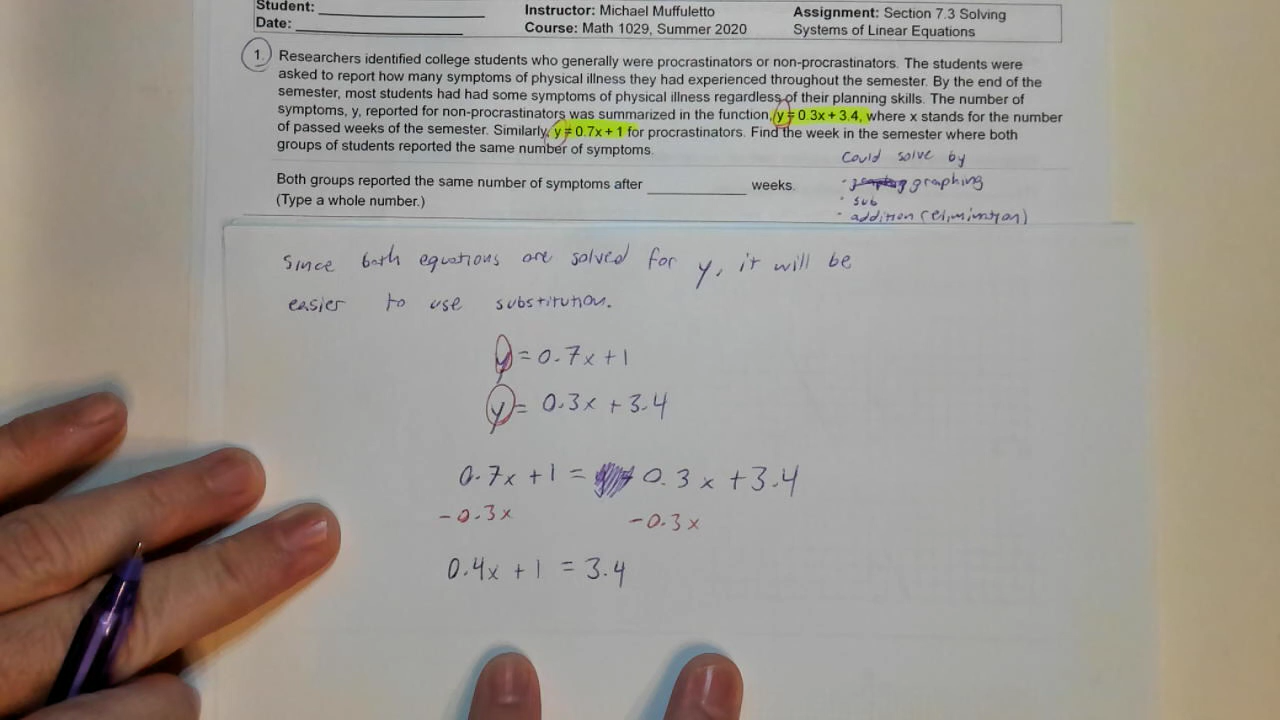 Student: Instructor: Michael Muffuletto Assignment: Section 7.3 Solving
Date: Course: Math 1029, Summer 2020 Systems of Linear Equations
1. Researchers identified college students who generally were procrastinators or non-procrastinators. The students were
asked to report how many symptoms of physical illness they had experienced throughout the semester. By the end of the
semester, most students had had some symptoms of physical illness regardless of their planning skills. The number of
symptoms, y, reported for non-procrastinators was summarized in the function, y = 0.3x + 3.4, where x stands for the number
of passed weeks of the semester. Similarly, y = 0.7x + 1 for procrastinators. Find the week in the semester where both
groups of students reported the same number of symptoms.
Both groups reported the same number of symptoms after weeks.
(Type a whole number.)
Could solve by
· graphing
· sub
· addition (elimination)
Since both equations are solved for y, it will be
easier to use substitution.
y = 0.7x + 1
y = 0.3x + 3.4
0.7x + 1 = 0.3x + 3.4
-0.3x -0.3x
0.4x + 1 = 3.4